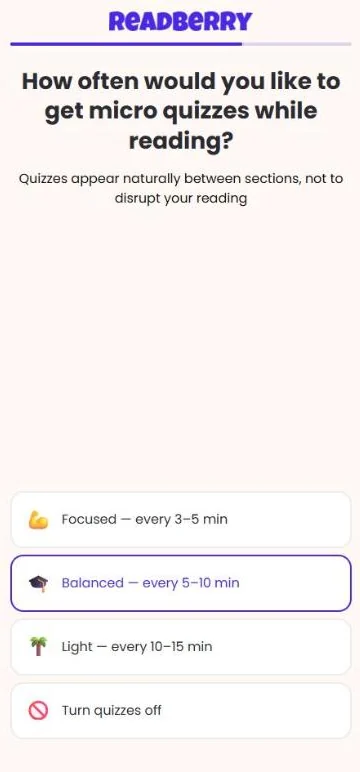 READBERRY
How often would you like to
get micro quizzes while
reading?
Quizzes appear naturally between sections, not to
disrupt your reading
Focused — every 3–5 min
Balanced — every 5–10 min
Light — every 10–15 min
Turn quizzes off